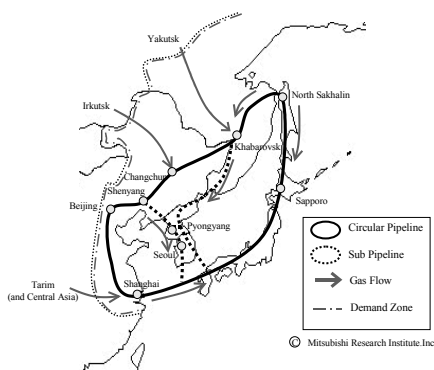 Yakutsk
Irkutsk
North Sakhalin
Khabarovsk
Changchun
Shenyang
Beijing
Sapporo
Pyongyang
Seoul
Shanghai
Tarim
(and Central Asia)
Circular Pipeline
Sub Pipeline
Gas Flow
Demand Zone
© Mitsubishi Research Institute.Inc